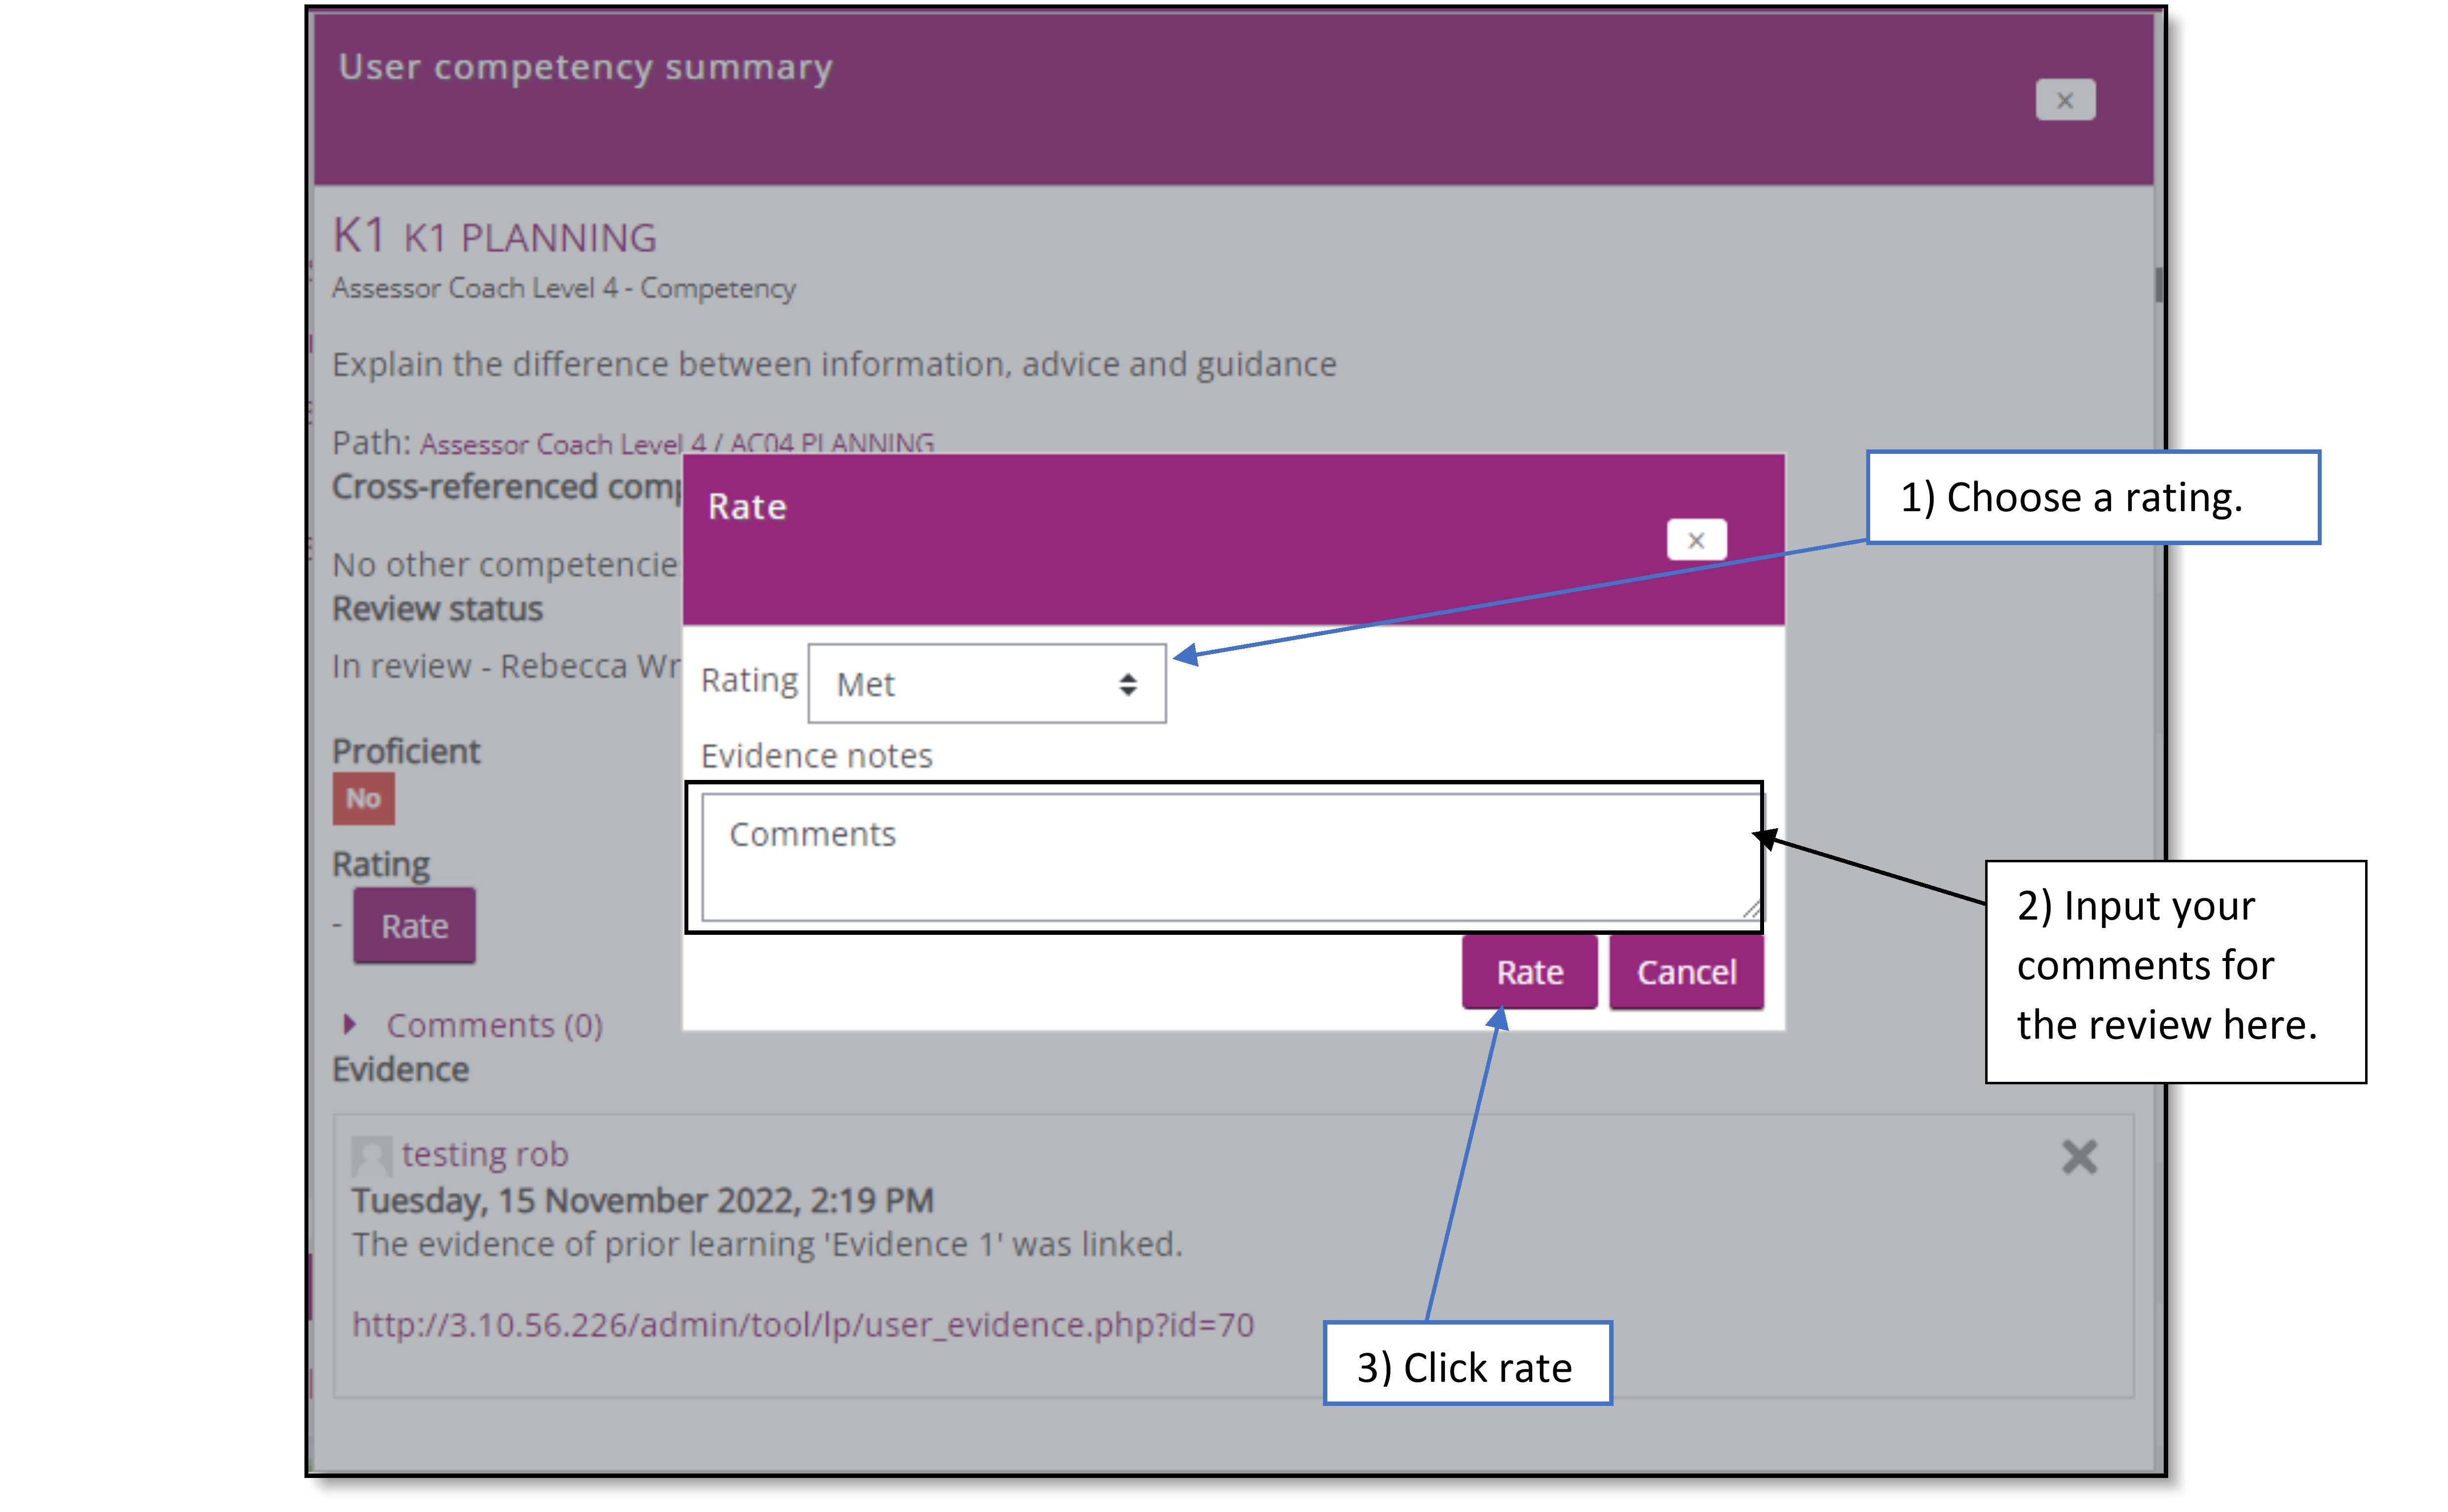 User competency summary
×
K1 K1 PLANNING
Assessor Coach Level 4 - Competency
Explain the difference between information, advice and guidance
Path: Assessor Coach Level 4 / AC04 PLANNING
Cross-referenced
No other
Review status
In review - Rebecca
Proficient
No
Rating
- Rate
Comments (0)
Evidence
testing rob
Tuesday, 15 November 2022, 2:19 PM
The evidence of prior learning 'Evidence 1' was linked.
http://3.10.56.226/admin/tool/lp/user_evidence.php?id=70
Rate
×
Rating Met
Evidence notes
Comments
Rate Cancel
1) Choose a rating.
2) Input your
comments for
the review here.
3) Click rate